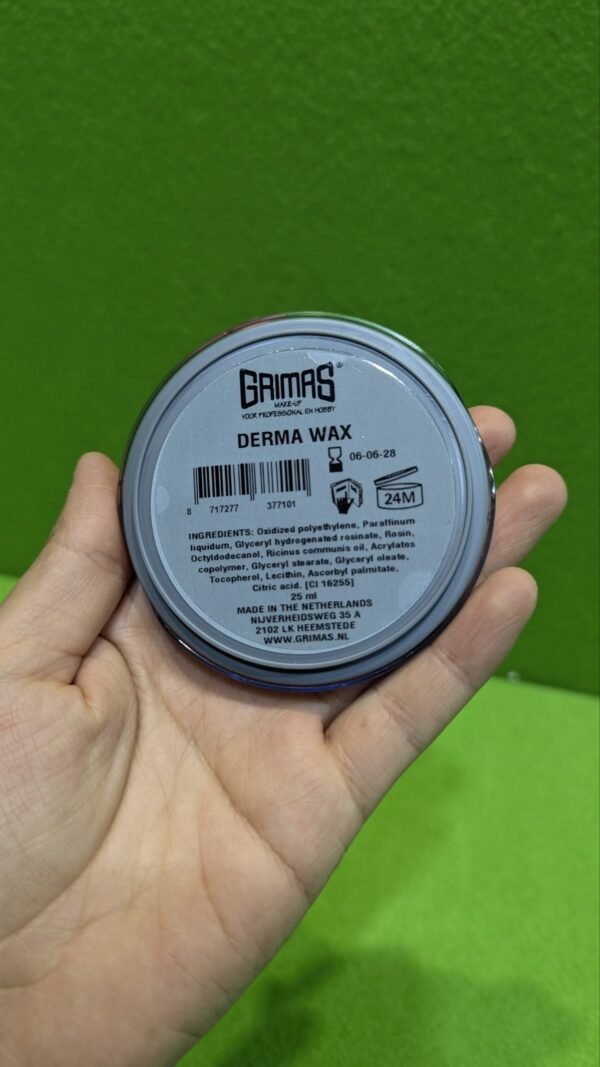 GRIMAS®
MAKE-UP
VOOR PROFESSIONAL EN HOBBY
DERMA WAX
06-06-28
8 717277 377101
24M
INGREDIENTS: Oxidized polyethylene, Paraffinum
liquidum, Glyceryl hydrogenated rosinate, Rosin,
Octyldodecanol, Ricinus communis oil, Acrylates
copolymer, Glyceryl stearate, Glyceryl oleate,
Tocopherol, Lecithin, Ascorbyl palmitate,
Citric acid. [CI 16255]
25 ml
MADE IN THE NETHERLANDS
NIJVERHEIDSWEG 35 A
2102 LK HEEMSTEDE
WWW.GRIMAS.NL